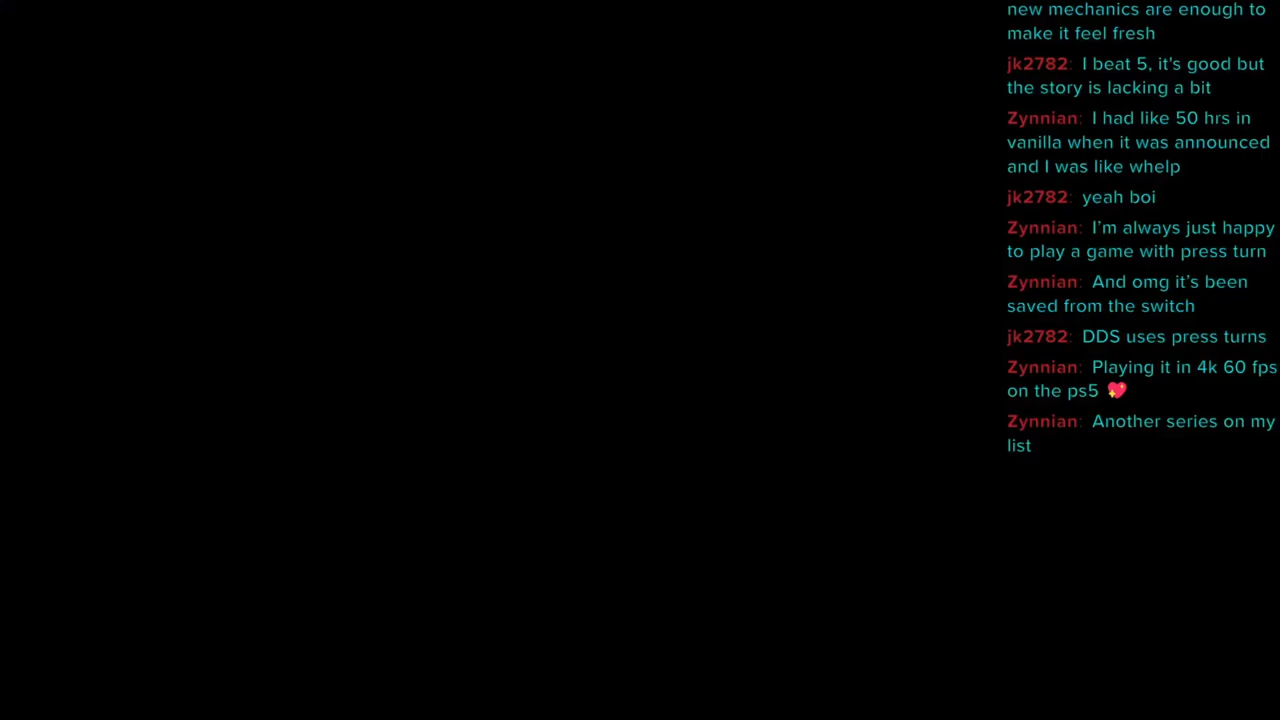 new mechanics are enough to
make it feel fresh
jk2782: I beat 5, it's good but
the story is lacking a bit
Zynnian: I had like 50 hrs in
vanilla when it was announced
and I was like whelp
jk2782: yeah boi
Zynnian: I’m always just happy
to play a game with press turn
Zynnian: And omg it’s been
saved from the switch
jk2782: DDS uses press turns
Zynnian: Playing it in 4k 60 fps
on the ps5 💖
Zynnian: Another series on my
list